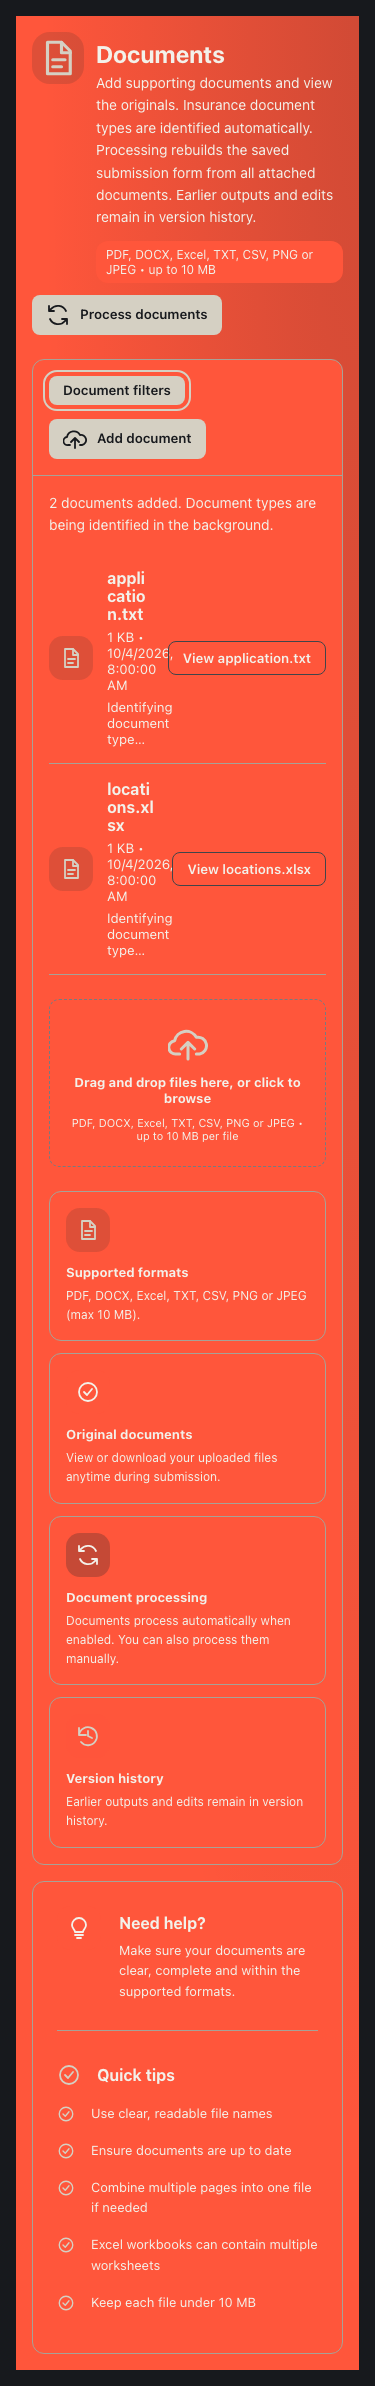 Documents
Add supporting documents and view
the originals. Insurance document
types are identified automatically.
Processing rebuilds the saved
submission form from all attached
documents. Earlier outputs and edits
remain in version history.
PDF, DOCX, Excel, TXT, CSV, PNG or
JPEG • up to 10 MB
Process documents
Document filters
Add document
2 documents added. Document types are
being identified in the background.
appli
catio
n.txt
1 KB •
10/4/2026,
8:00:00
AM
Identifying
document
type…
View application.txt
locati
ons.xl
sx
1 KB •
10/4/2026,
8:00:00
AM
Identifying
document
type…
View locations.xlsx
Drag and drop files here, or click to
browse
PDF, DOCX, Excel, TXT, CSV, PNG or JPEG •
up to 10 MB per file
Supported formats
PDF, DOCX, Excel, TXT, CSV, PNG or JPEG
(max 10 MB).
Original documents
View or download your uploaded files
anytime during submission.
Document processing
Documents process automatically when
enabled. You can also process them
manually.
Version history
Earlier outputs and edits remain in version
history.
Need help?
Make sure your documents are
clear, complete and within the
supported formats.
Quick tips
Use clear, readable file names
Ensure documents are up to date
Combine multiple pages into one file
if needed
Excel workbooks can contain multiple
worksheets
Keep each file under 10 MB